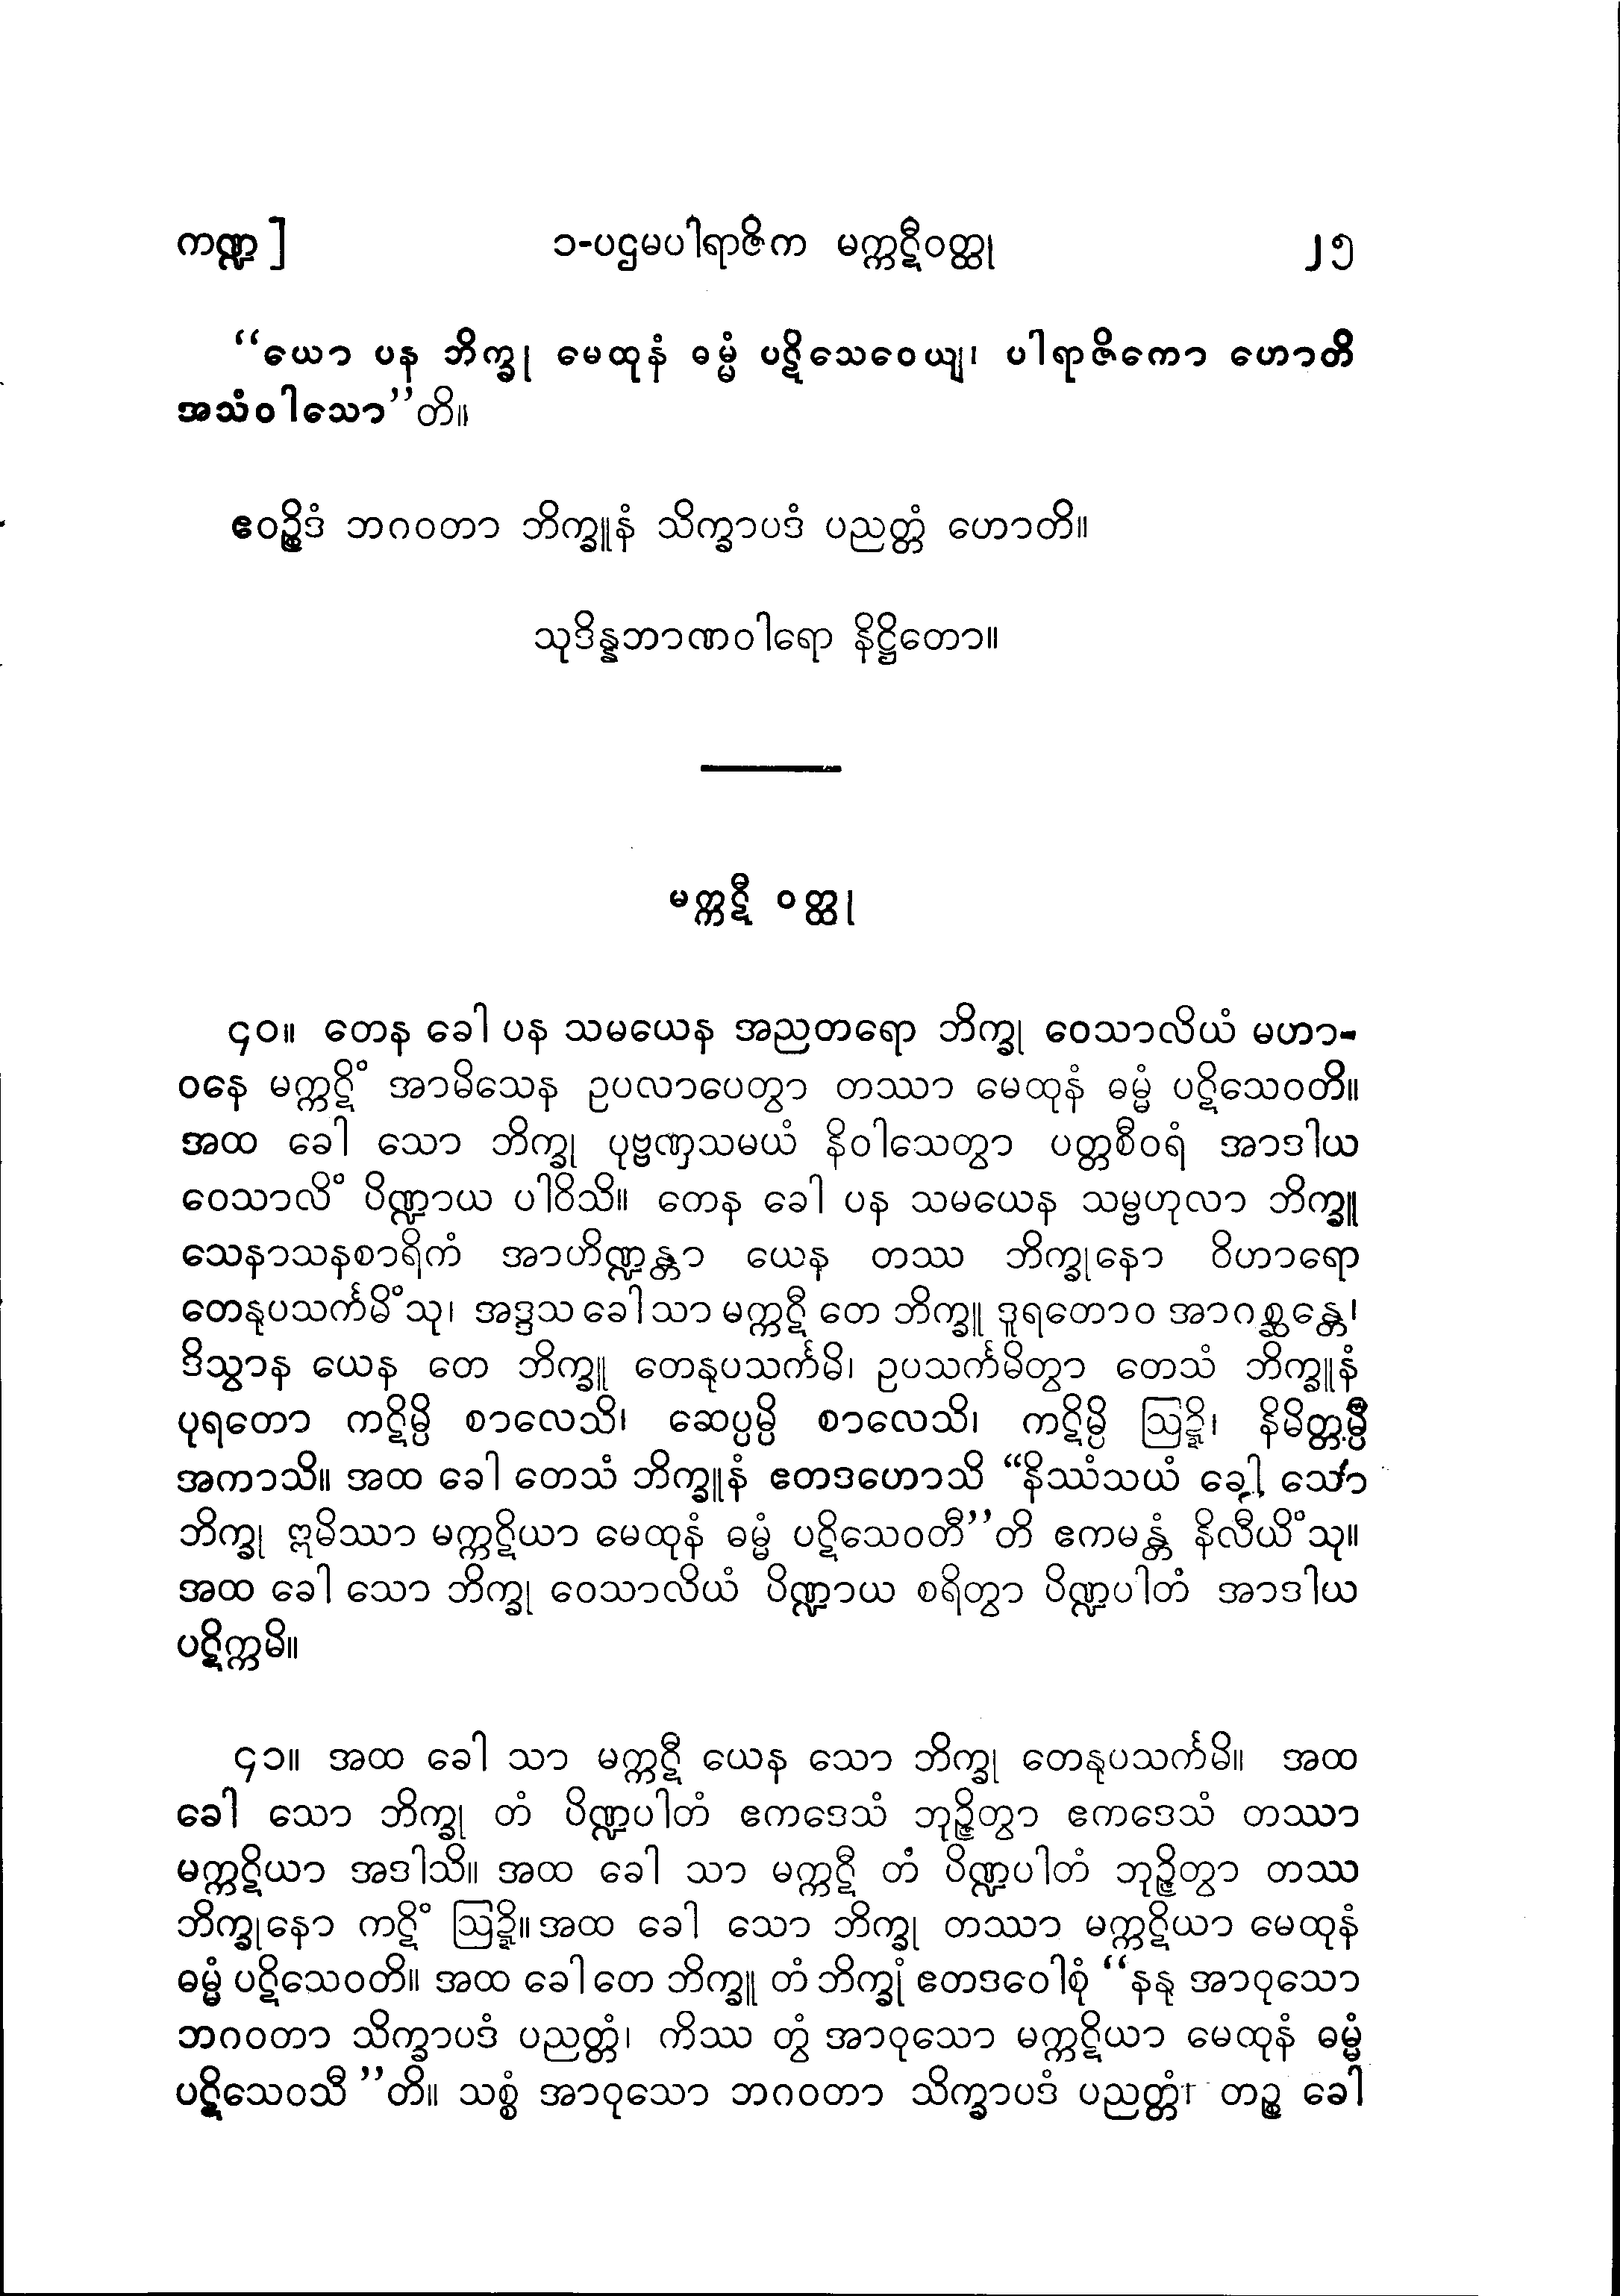 ကဏ္ဍ]    ၁-ပဌမပါရာဇိက မက္ကဋီဝတ္ထု    ၂၅
“ယော ပန ဘိက္ခု မေထုနံ ဓမ္မံ ပဋိသေဝေယျ၊ ပါရာဇိကော ဟောတိ
အသံဝါသော”တိ။
ဧဝဉ္စိဒံ ဘဂဝတာ ဘိက္ခူနံ သိက္ခာပဒံ ပညတ္တံ ဟောတိ။
သုဒိန္နဘာဏဝါရော နိဋ္ဌိတော။
မက္ကဋီ ဝတ္ထု
၄၀။ တေန ခေါ ပန သမယေန အညတရော ဘိက္ခု ဝေသာလိယံ မဟာ-
ဝနေ မက္ကဋိံ အာမိသေန ဥပလာပေတွာ တဿာ မေထုနံ ဓမ္မံ ပဋိသေဝတိ။
အထ ခေါ သော ဘိက္ခု ပုဗ္ဗဏှသမယံ နိဝါသေတွာ ပတ္တစီဝရံ အာဒါယ
ဝေသာလိံ ပိဏ္ဍာယ ပါဝိသိ။ တေန ခေါ ပန သမယေန သမ္ဗဟုလာ ဘိက္ခူ
သေနာသနစာရိကံ အာဟိဏ္ဍန္တာ ယေန တဿ ဘိက္ခုနော ဝိဟာရော
တေနုပသင်္ကမိံသု၊ အဒ္ဒသ ခေါ သာ မက္ကဋီ တေ ဘိက္ခူ ဒူရတောဝ အာဂစ္ဆန္တေ၊
ဒိသွာန ယေန တေ ဘိက္ခူ တေနုပသင်္ကမိ၊ ဥပသင်္ကမိတွာ တေသံ ဘိက္ခူနံ
ပုရတော ကဋိမ္ပိ စာလေသိ၊ ဆေပ္ပမ္ပိ စာလေသိ၊ ကဋိမ္ပိ ဩဍ္ဍိ၊ နိမိတ္တမ္ပိ
အကာသိ။ အထ ခေါ တေသံ ဘိက္ခူနံ ဧတဒဟောသိ “နိဿံသယံ ခေါ သော
ဘိက္ခု ဣမိဿာ မက္ကဋိယာ မေထုနံ ဓမ္မံ ပဋိသေဝတီ”တိ ဧကမန္တံ နိလီယိံသု။
အထ ခေါ သော ဘိက္ခု ဝေသာလိယံ ပိဏ္ဍာယ စရိတွာ ပိဏ္ဍပါတံ အာဒါယ
ပဋိက္ကမိ။
၄၁။ အထ ခေါ သာ မက္ကဋီ ယေန သော ဘိက္ခု တေနုပသင်္ကမိ။ အထ
ခေါ သော ဘိက္ခု တံ ပိဏ္ဍပါတံ ဧကဒေသံ ဘုဉ္ဇိတွာ ဧကဒေသံ တဿာ
မက္ကဋိယာ အဒါသိ။ အထ ခေါ သာ မက္ကဋီ တံ ပိဏ္ဍပါတံ ဘုဉ္ဇိတွာ တဿ
ဘိက္ခုနော ကဋိံ ဩဍ္ဍိ။ အထ ခေါ သော ဘိက္ခု တဿာ မက္ကဋိယာ မေထုနံ
ဓမ္မံ ပဋိသေဝတိ။ အထ ခေါ တေ ဘိက္ခူ တံ ဘိက္ခုံ ဧတဒဝေါစုံ “နနု အာဝုသော
ဘဂဝတာ သိက္ခာပဒံ ပညတ္တံ၊ ကိဿ တွံ အာဝုသော မက္ကဋိယာ မေထုနံ ဓမ္မံ
ပဋိသေဝသီ”တိ။ သစ္စံ အာဝုသော ဘဂဝတာ သိက္ခာပဒံ ပညတ္တံ၊ တဉ္စ ခေါ